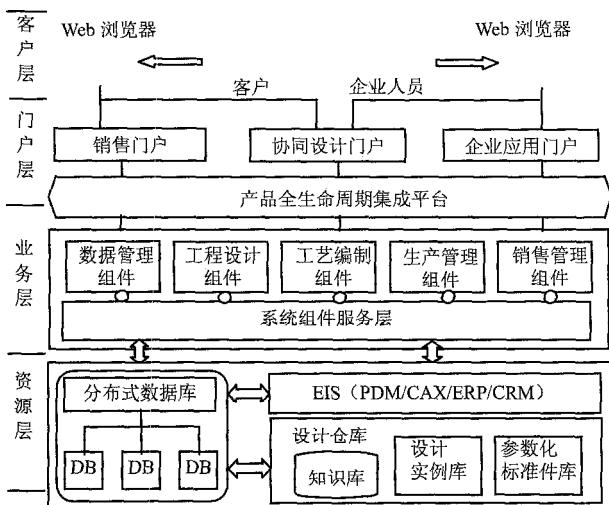 客户层
Web 浏览器
Web 浏览器
客户
企业人员
门户层
销售门户
协同设计门户
企业应用门户
产品全生命周期集成平台
业务层
数据管理
组件
工程设计
组件
工艺编制
组件
生产管理
组件
销售管理
组件
系统组件服务层
资源层
分布式数据库
DB
DB
DB
EIS（PDM/CAX/ERP/CRM）
设计仓库
知识库
设计
实例库
参数化
标准件库